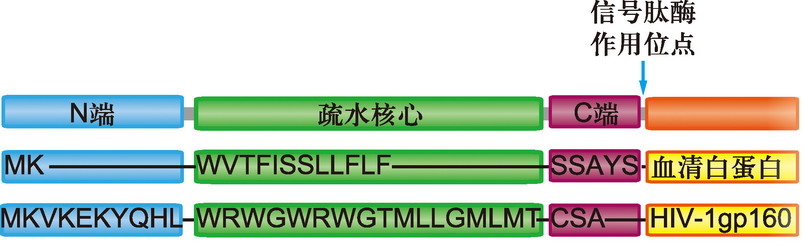 信号肽酶
作用位点
N端 疏水核心 C端
MK WVTFISSLLFLF SSAYS 血清白蛋白
MKVKEKYQHL WRWGWRWGTMLLGMLMT CSA HIV-1gp160